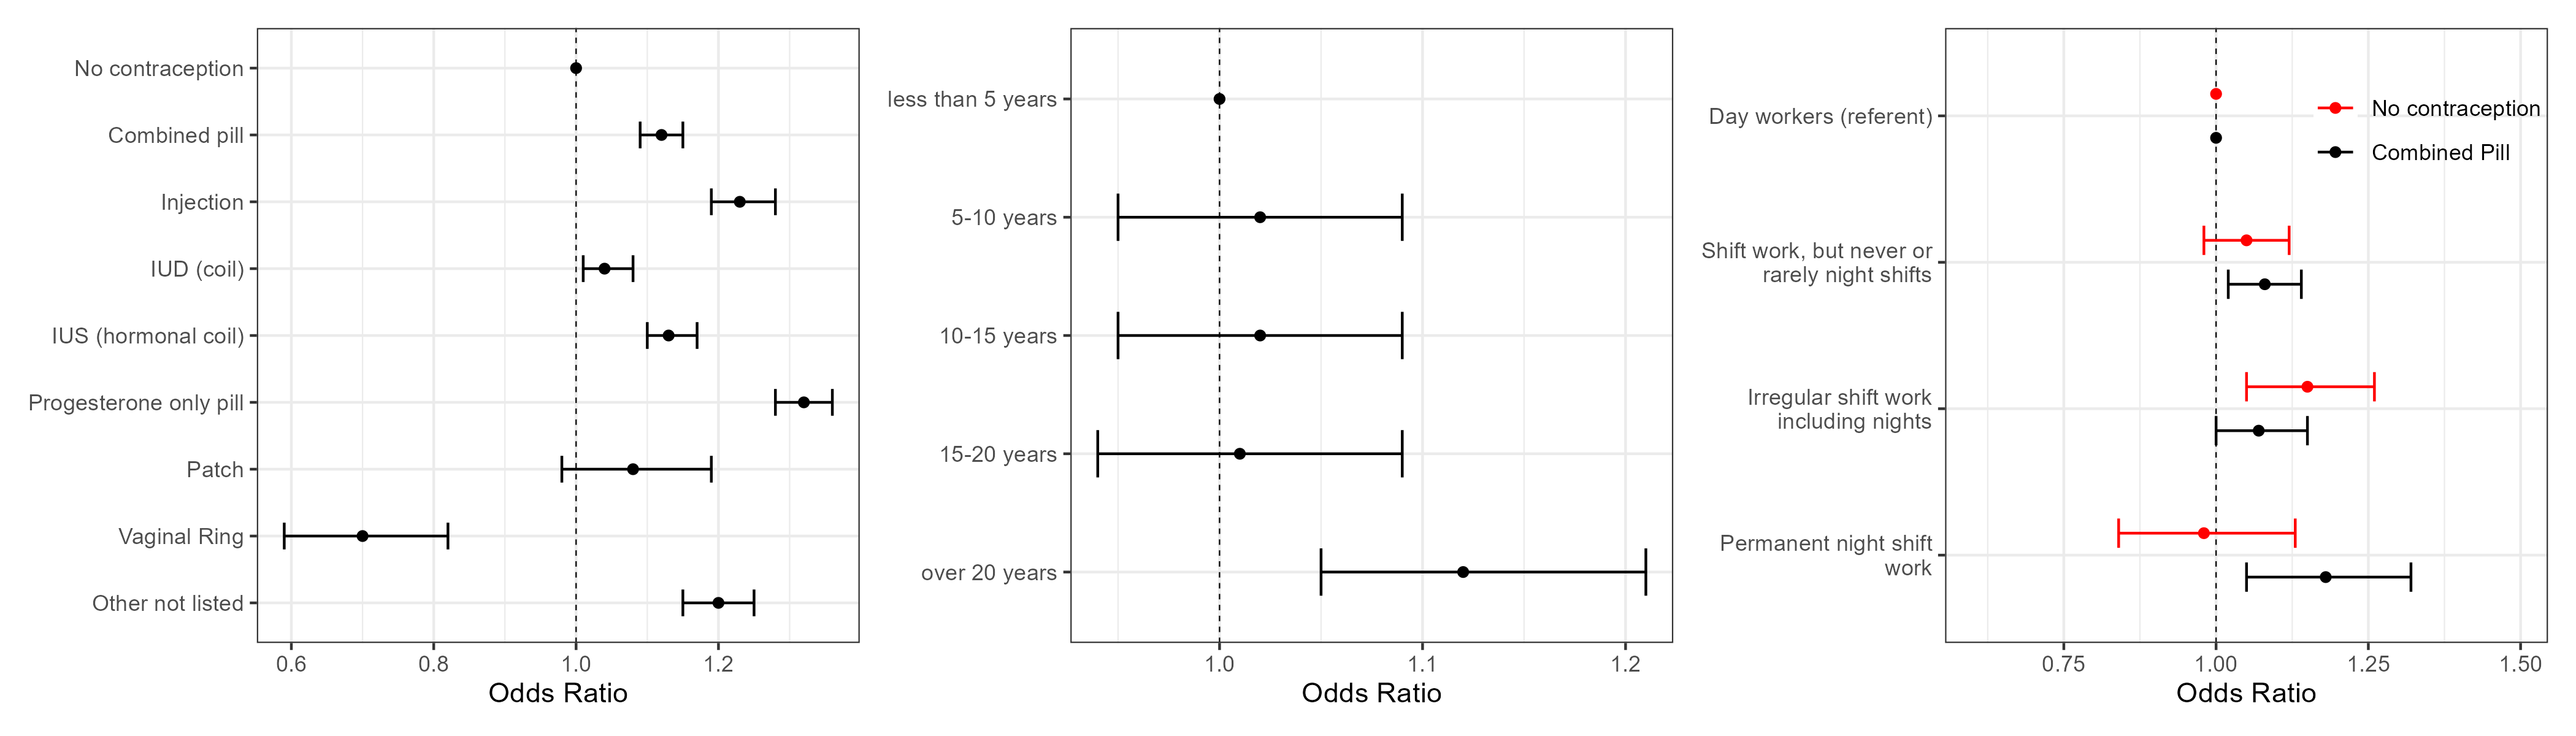 No contraception
Combined pill
Injection
IUD (coil)
IUS (hormonal coil)
Progesterone only pill
Patch
Vaginal Ring
Other not listed
0.6 0.8 1.0 1.2
Odds Ratio
less than 5 years
5-10 years
10-15 years
15-20 years
over 20 years
1.0 1.1 1.2
Odds Ratio
Day workers (referent)
Shift work, but never or
rarely night shifts
Irregular shift work
including nights
Permanent night shift
work
No contraception
Combined Pill
0.75 1.00 1.25 1.50
Odds Ratio